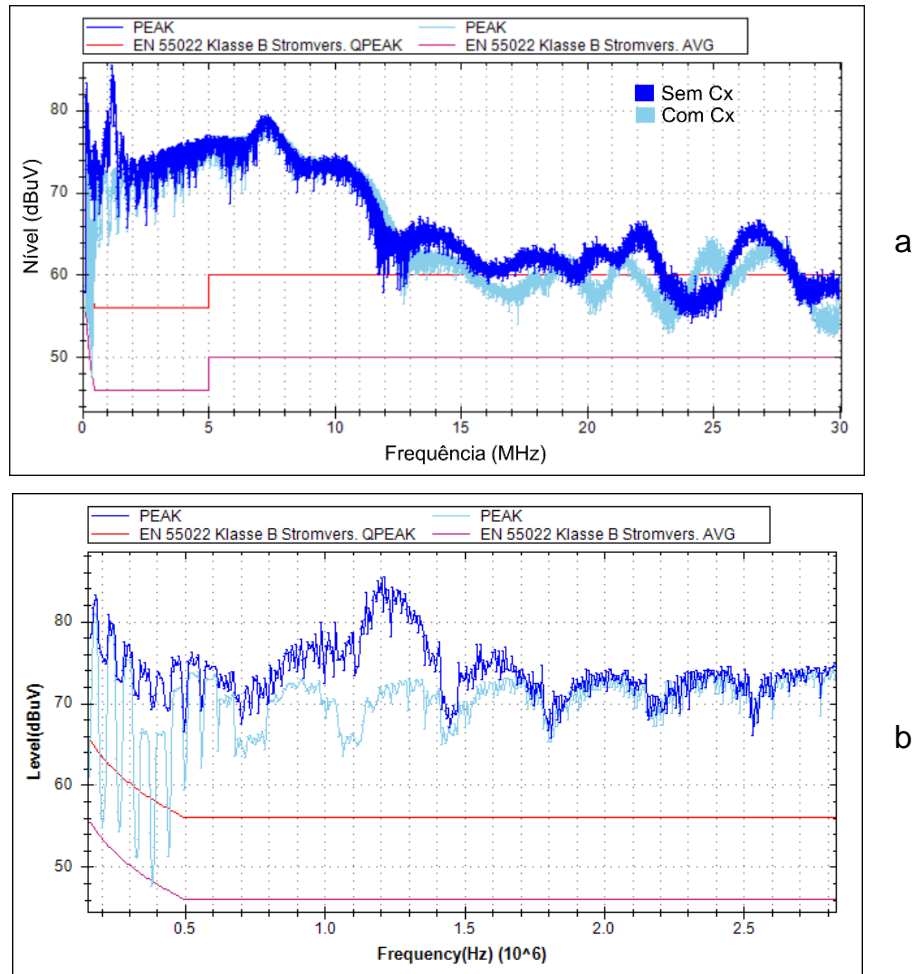 PEAK PEAK
EN 55022 Klasse B Stromvers. QPEAK EN 55022 Klasse B Stromvers. AVG
Sem Cx
Com Cx
80
70
60
50
Nível (dBuV)
0 5 10 15 20 25 30
Frequência (MHz)
a
PEAK PEAK
EN 55022 Klasse B Stromvers. QPEAK EN 55022 Klasse B Stromvers. AVG
80
70
60
50
Level(dBuV)
0.5 1.0 1.5 2.0 2.5
Frequency(Hz) (10^6)
b